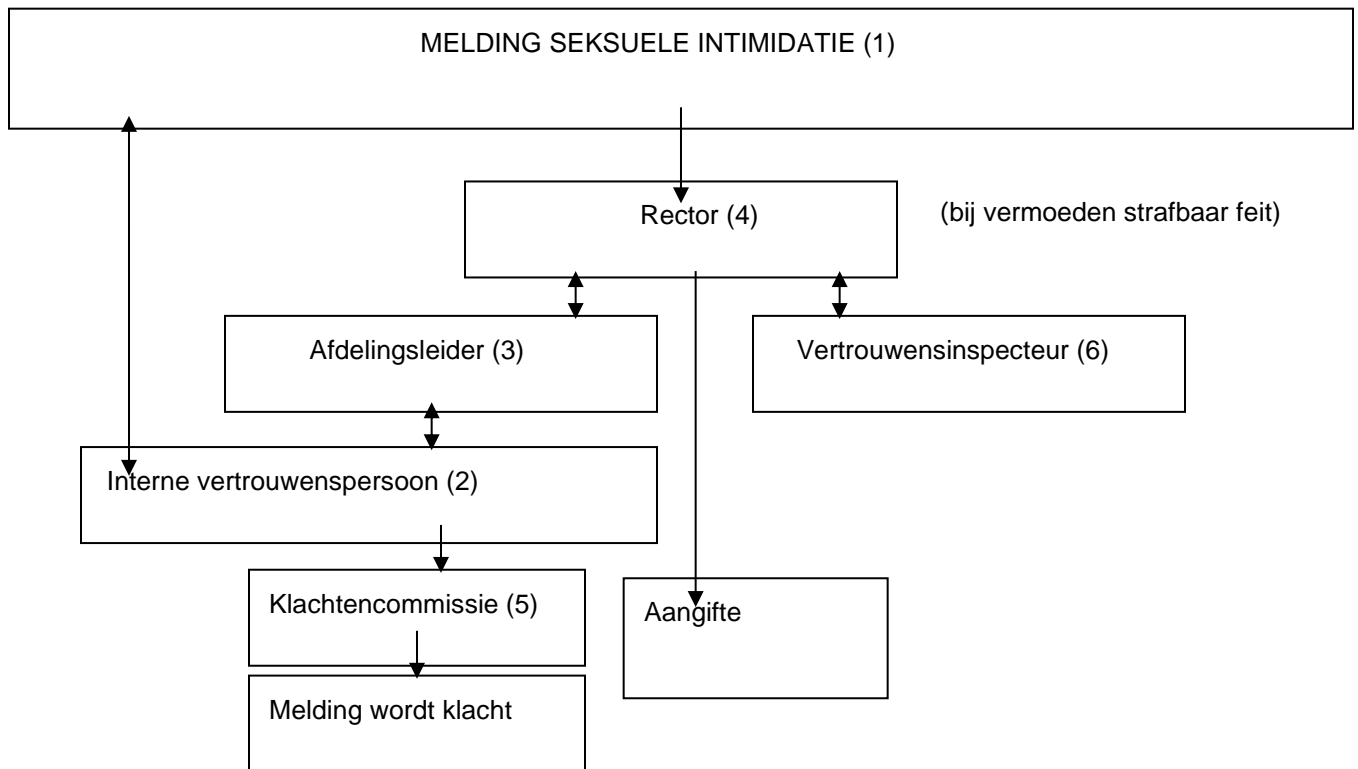 MELDING SEKSUELE INTIMIDATIE (1)
Rector (4)
(bij vermoeden strafbaar feit)
Afdelingsleider (3)
Vertrouwensinspecteur (6)
Interne vertrouwenspersoon (2)
Klachtencommissie (5)
Aangifte
Melding wordt klacht